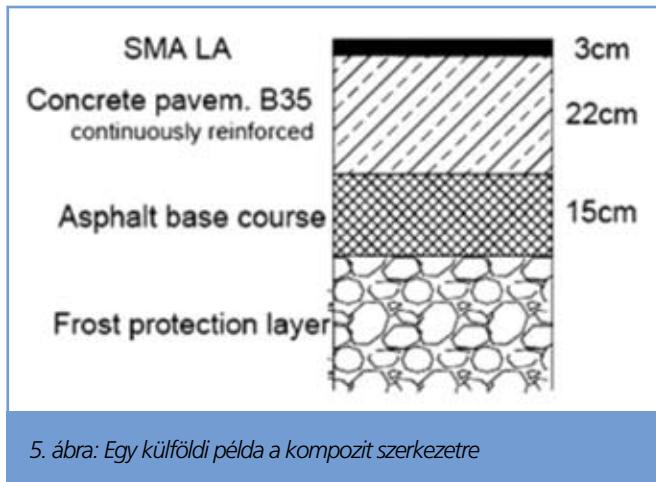 SMA LA 3cm
Concrete pavem. B35
continuously reinforced
22cm
Asphalt base course 15cm
Frost protection layer
5. ábra: Egy külföldi példa a kompozit szerkezetre